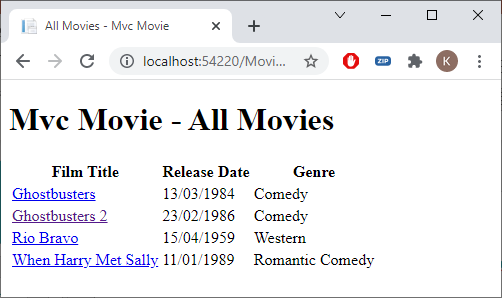 All Movies - Mvc Movie
localhost:54220/Movi...
ZIP
K
Mvc Movie - All Movies
Film Title Release Date Genre
Ghostbusters 13/03/1984 Comedy
Ghostbusters 2 23/02/1986 Comedy
Rio Bravo 15/04/1959 Western
When Harry Met Sally 11/01/1989 Romantic Comedy